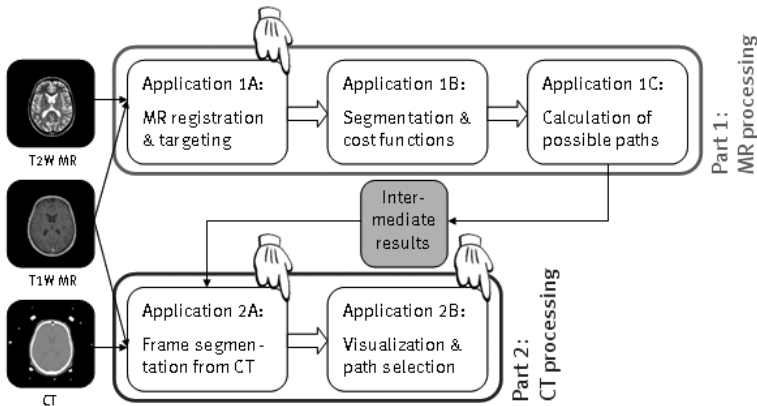 T2W MR
T1W MR
CT
Application 1A:
MR registration
& targeting
Application 1B:
Segmentation &
cost functions
Application 1C:
Calculation of
possible paths
Part 1:
MR processing
Inter-
mediate
results
Application 2A:
Frame segmen-
tation from CT
Application 2B:
Visualization &
path selection
Part 2:
CT processing